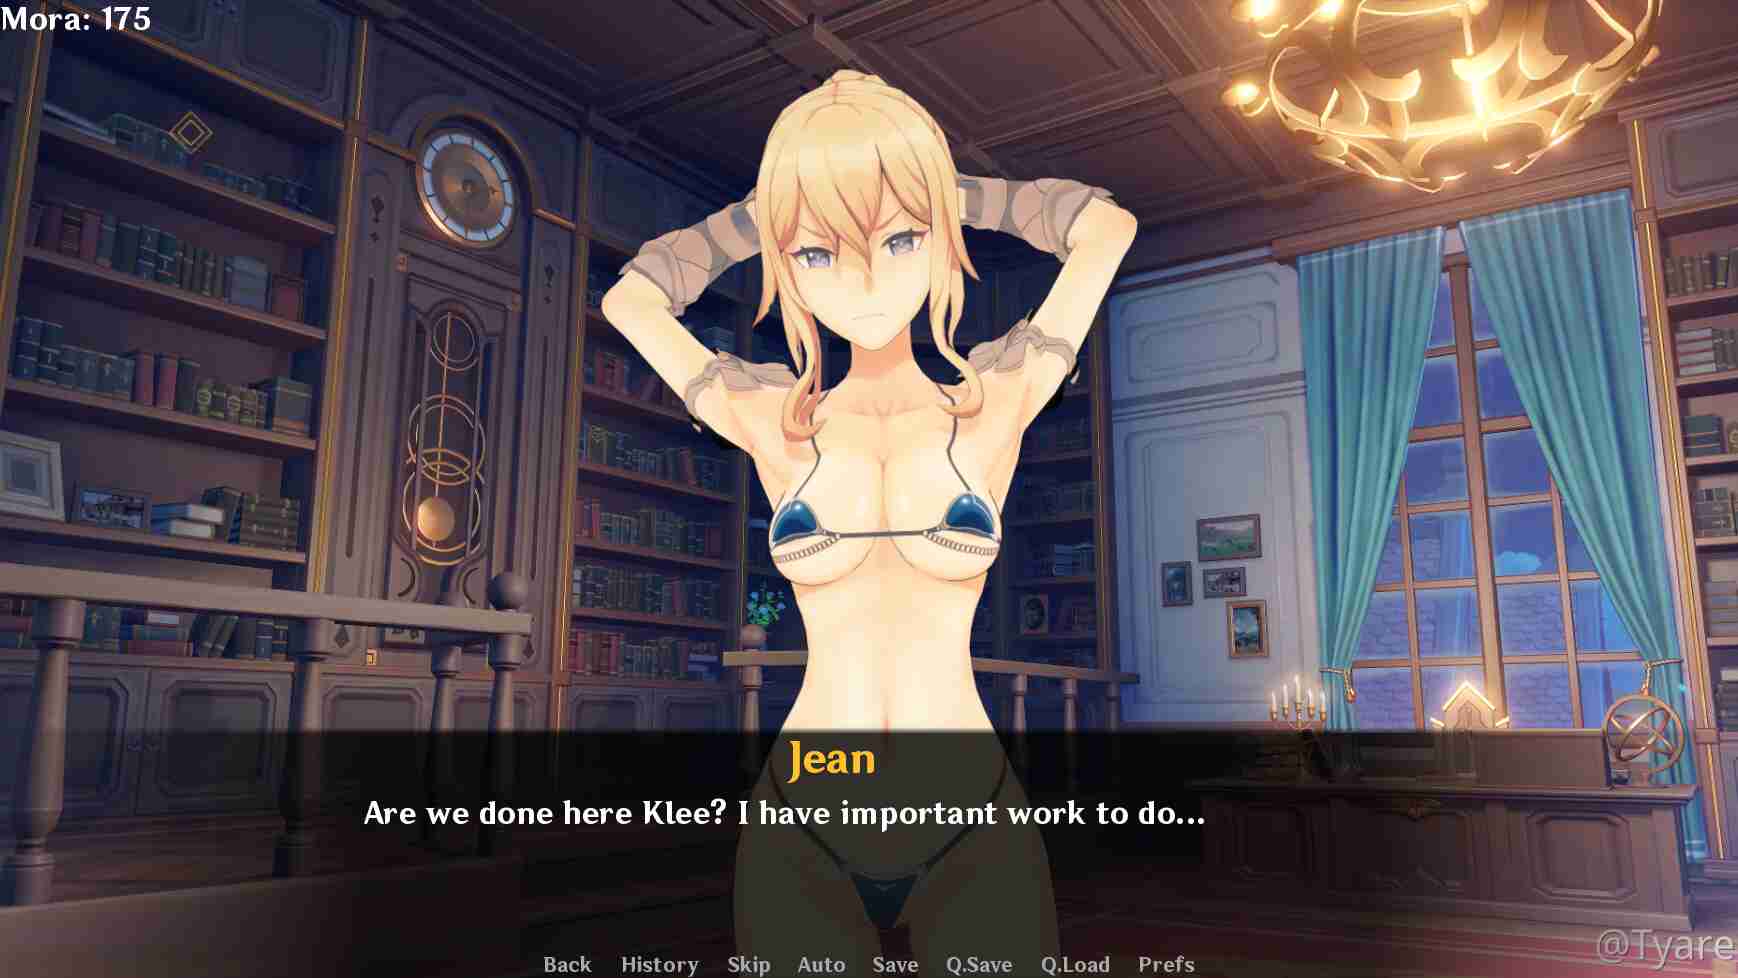 Mora: 175
Jean
Are we done here Klee? I have important work to do...
Back History Skip Auto Save Q.Save Q.Load Prefs
@Tyare